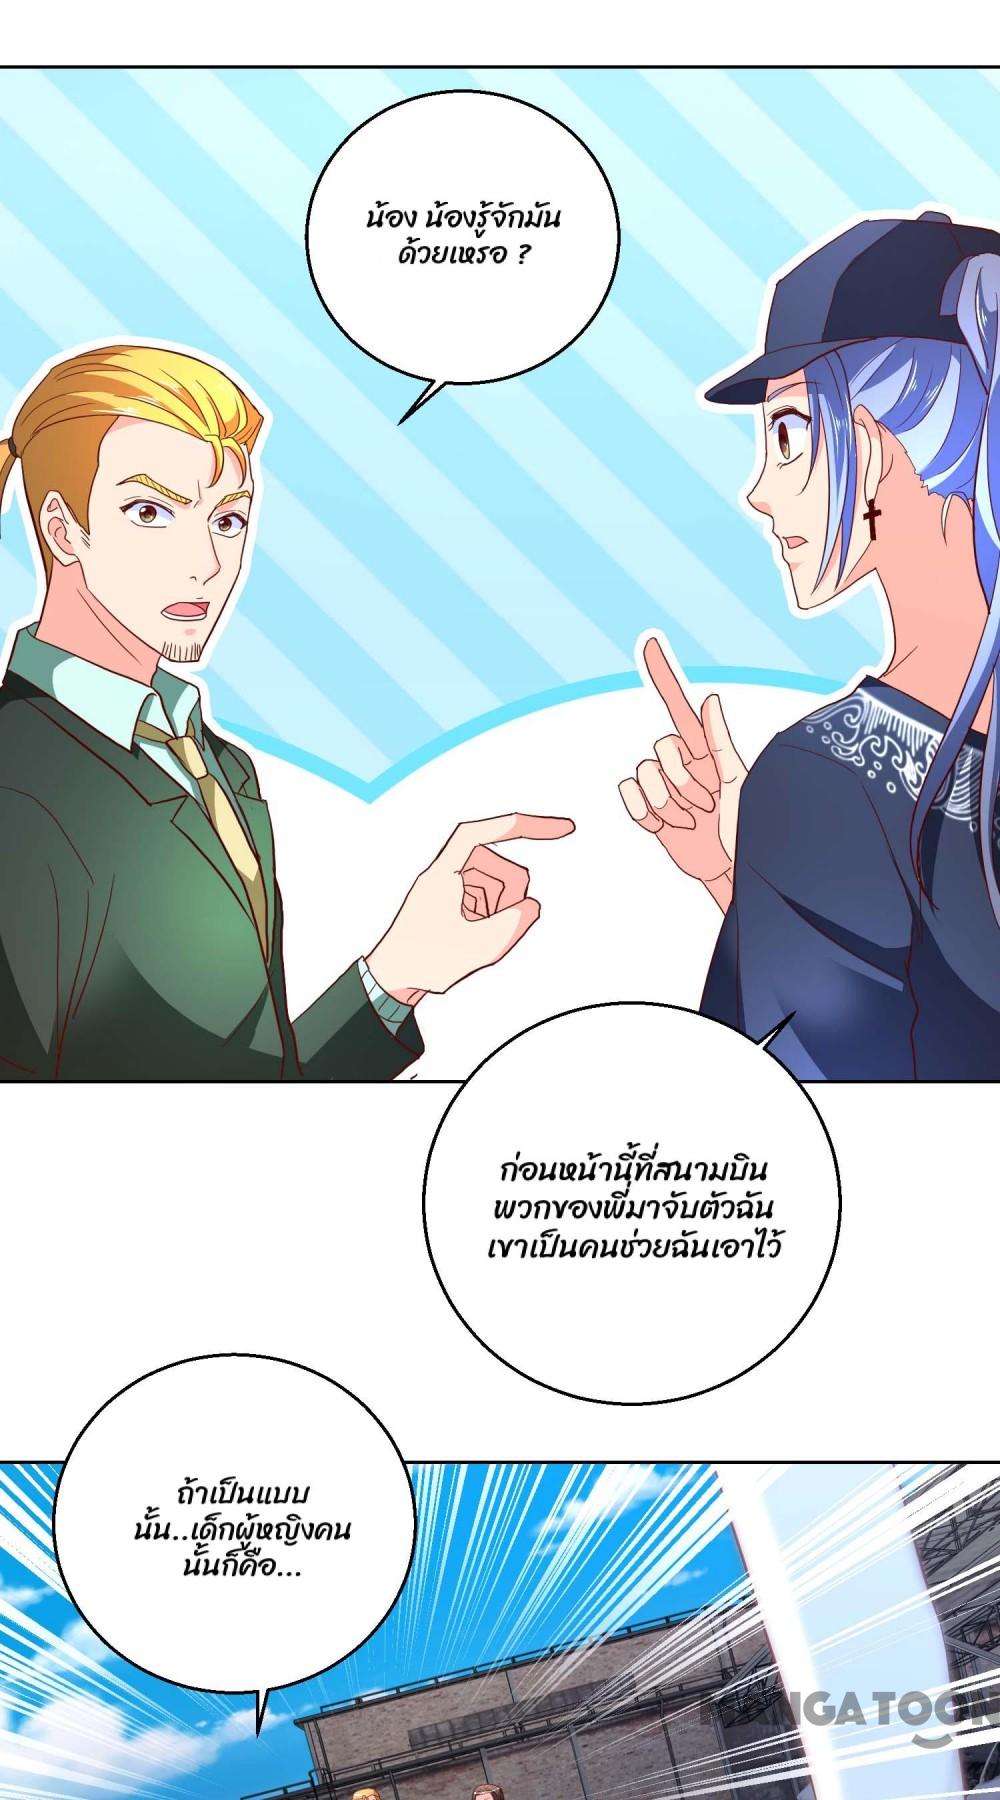 น้อง น้องรู้จักมัน
ด้วยเหรอ ?
ก่อนหน้านี้ที่สนามบิน
พวกของพี่มาจับตัวฉัน
เขาเป็นคนช่วยฉันเอาไว้
ถ้าเป็นแบบ
นั้น..เด็กผู้หญิงคน
นั้นก็คือ...
MANGATOON